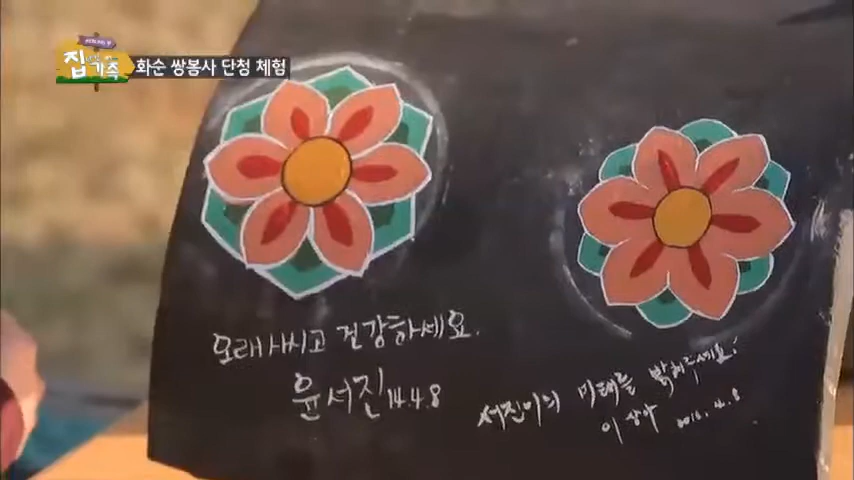 집 가족
화순 쌍봉사 단청 체험
오래사시고 건강하세요.
윤서진 14.4.8
서진이의 미래를 밝혀주세요!
이상아 2014.4.8